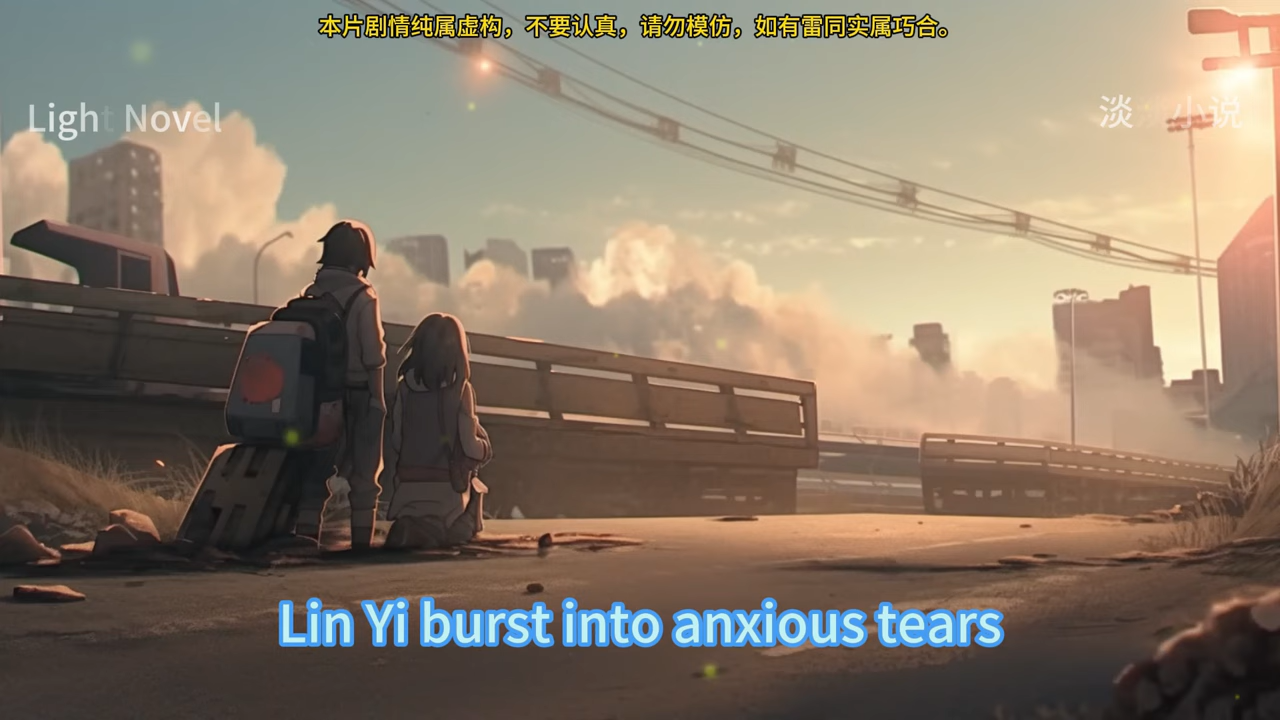 本片剧情纯属虚构，不要认真，请勿模仿，如有雷同实属巧合。
Light Novel
淡 小说
Lin Yi burst into anxious tears